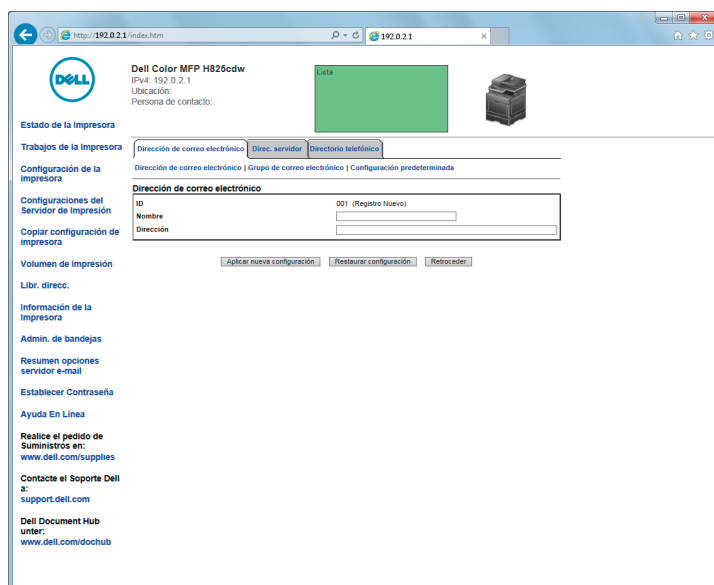 http://192.0.2.1/index.htm
192.0.2.1
DELL
Dell Color MFP H825cdw
IPv4: 192.0.2.1
Ubicación:
Persona de contacto:
Lista
Estado de la Impresora
Trabajos de la Impresora
Configuración de la
impresora
Configuraciones del
Servidor de Impresión
Copiar configuración de
impresora
Volumen de Impresión
Libr. direcc.
Información de la
Impresora
Admin. de bandejas
Resumen opciones
servidor e-mail
Establecer Contraseña
Ayuda En Línea
Realice el pedido de
Suministros en:
www.dell.com/supplies
Contacte el Soporte Dell
a:
support.dell.com
Dell Document Hub
unter:
www.dell.com/dochub
Dirección de correo electrónico Direc. servidor Directorio telefónico
Dirección de correo electrónico | Grupo de correo electrónico | Configuración predeterminada
Dirección de correo electrónico
ID 001 (Registro Nuevo)
Nombre
Dirección
Aplicar nueva configuración Restaurar configuración Retroceder